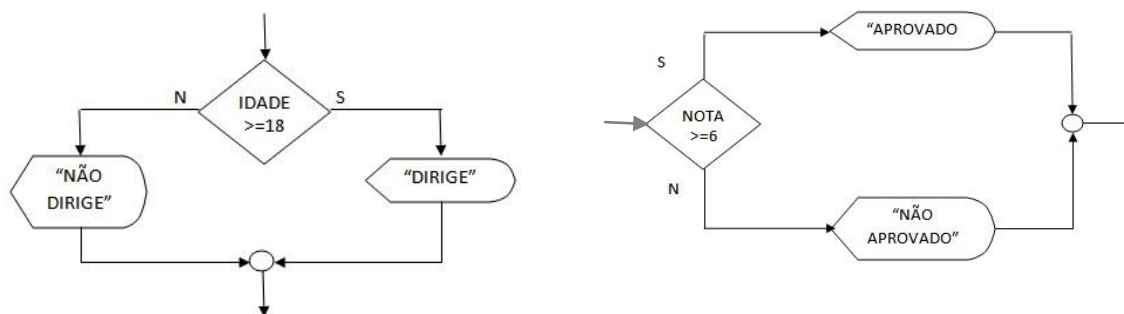 N
IDADE
>=18
S
“NÃO
DIRIGE”
“DIRIGE”
“APROVADO
S
NOTA
>=6
N
“NÃO
APROVADO”